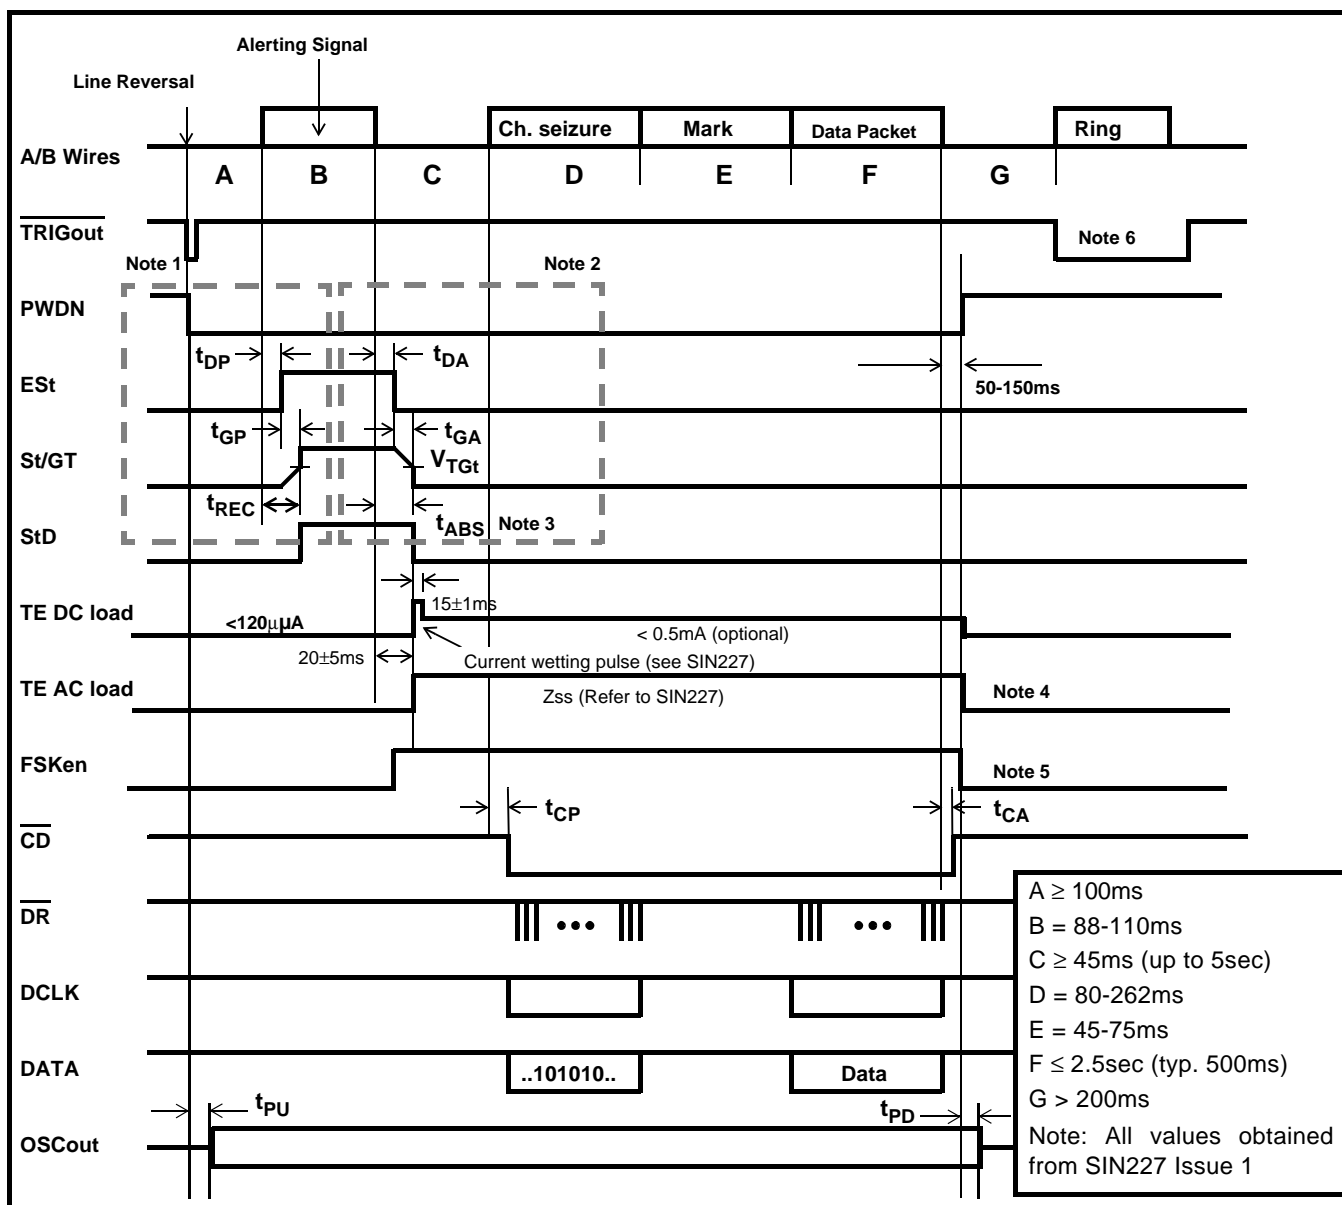 Alerting Signal
Line Reversal
A/B Wires
Ch. seizure
Mark
Data Packet
Ring
A
B
C
D
E
F
G
TRIGout
Note 6
Note 1
Note 2
PWDN
tDP
tDA
ESt
50-150ms
tGP
tGA
St/GT
VTGt
tREC
tABS
Note 3
StD
15±1ms
TE DC load
<120µµA
< 0.5mA (optional)
20±5ms
Current wetting pulse (see SIN227)
TE AC load
Zss (Refer to SIN227)
Note 4
FSKen
Note 5
tCP
tCA
CD
DR
DCLK
DATA
..101010..
Data
tPU
tPD
OSCout
A ≥ 100ms
B = 88-110ms
C ≥ 45ms (up to 5sec)
D = 80-262ms
E = 45-75ms
F ≤ 2.5sec (typ. 500ms)
G > 200ms
Note: All values obtained
from SIN227 Issue 1